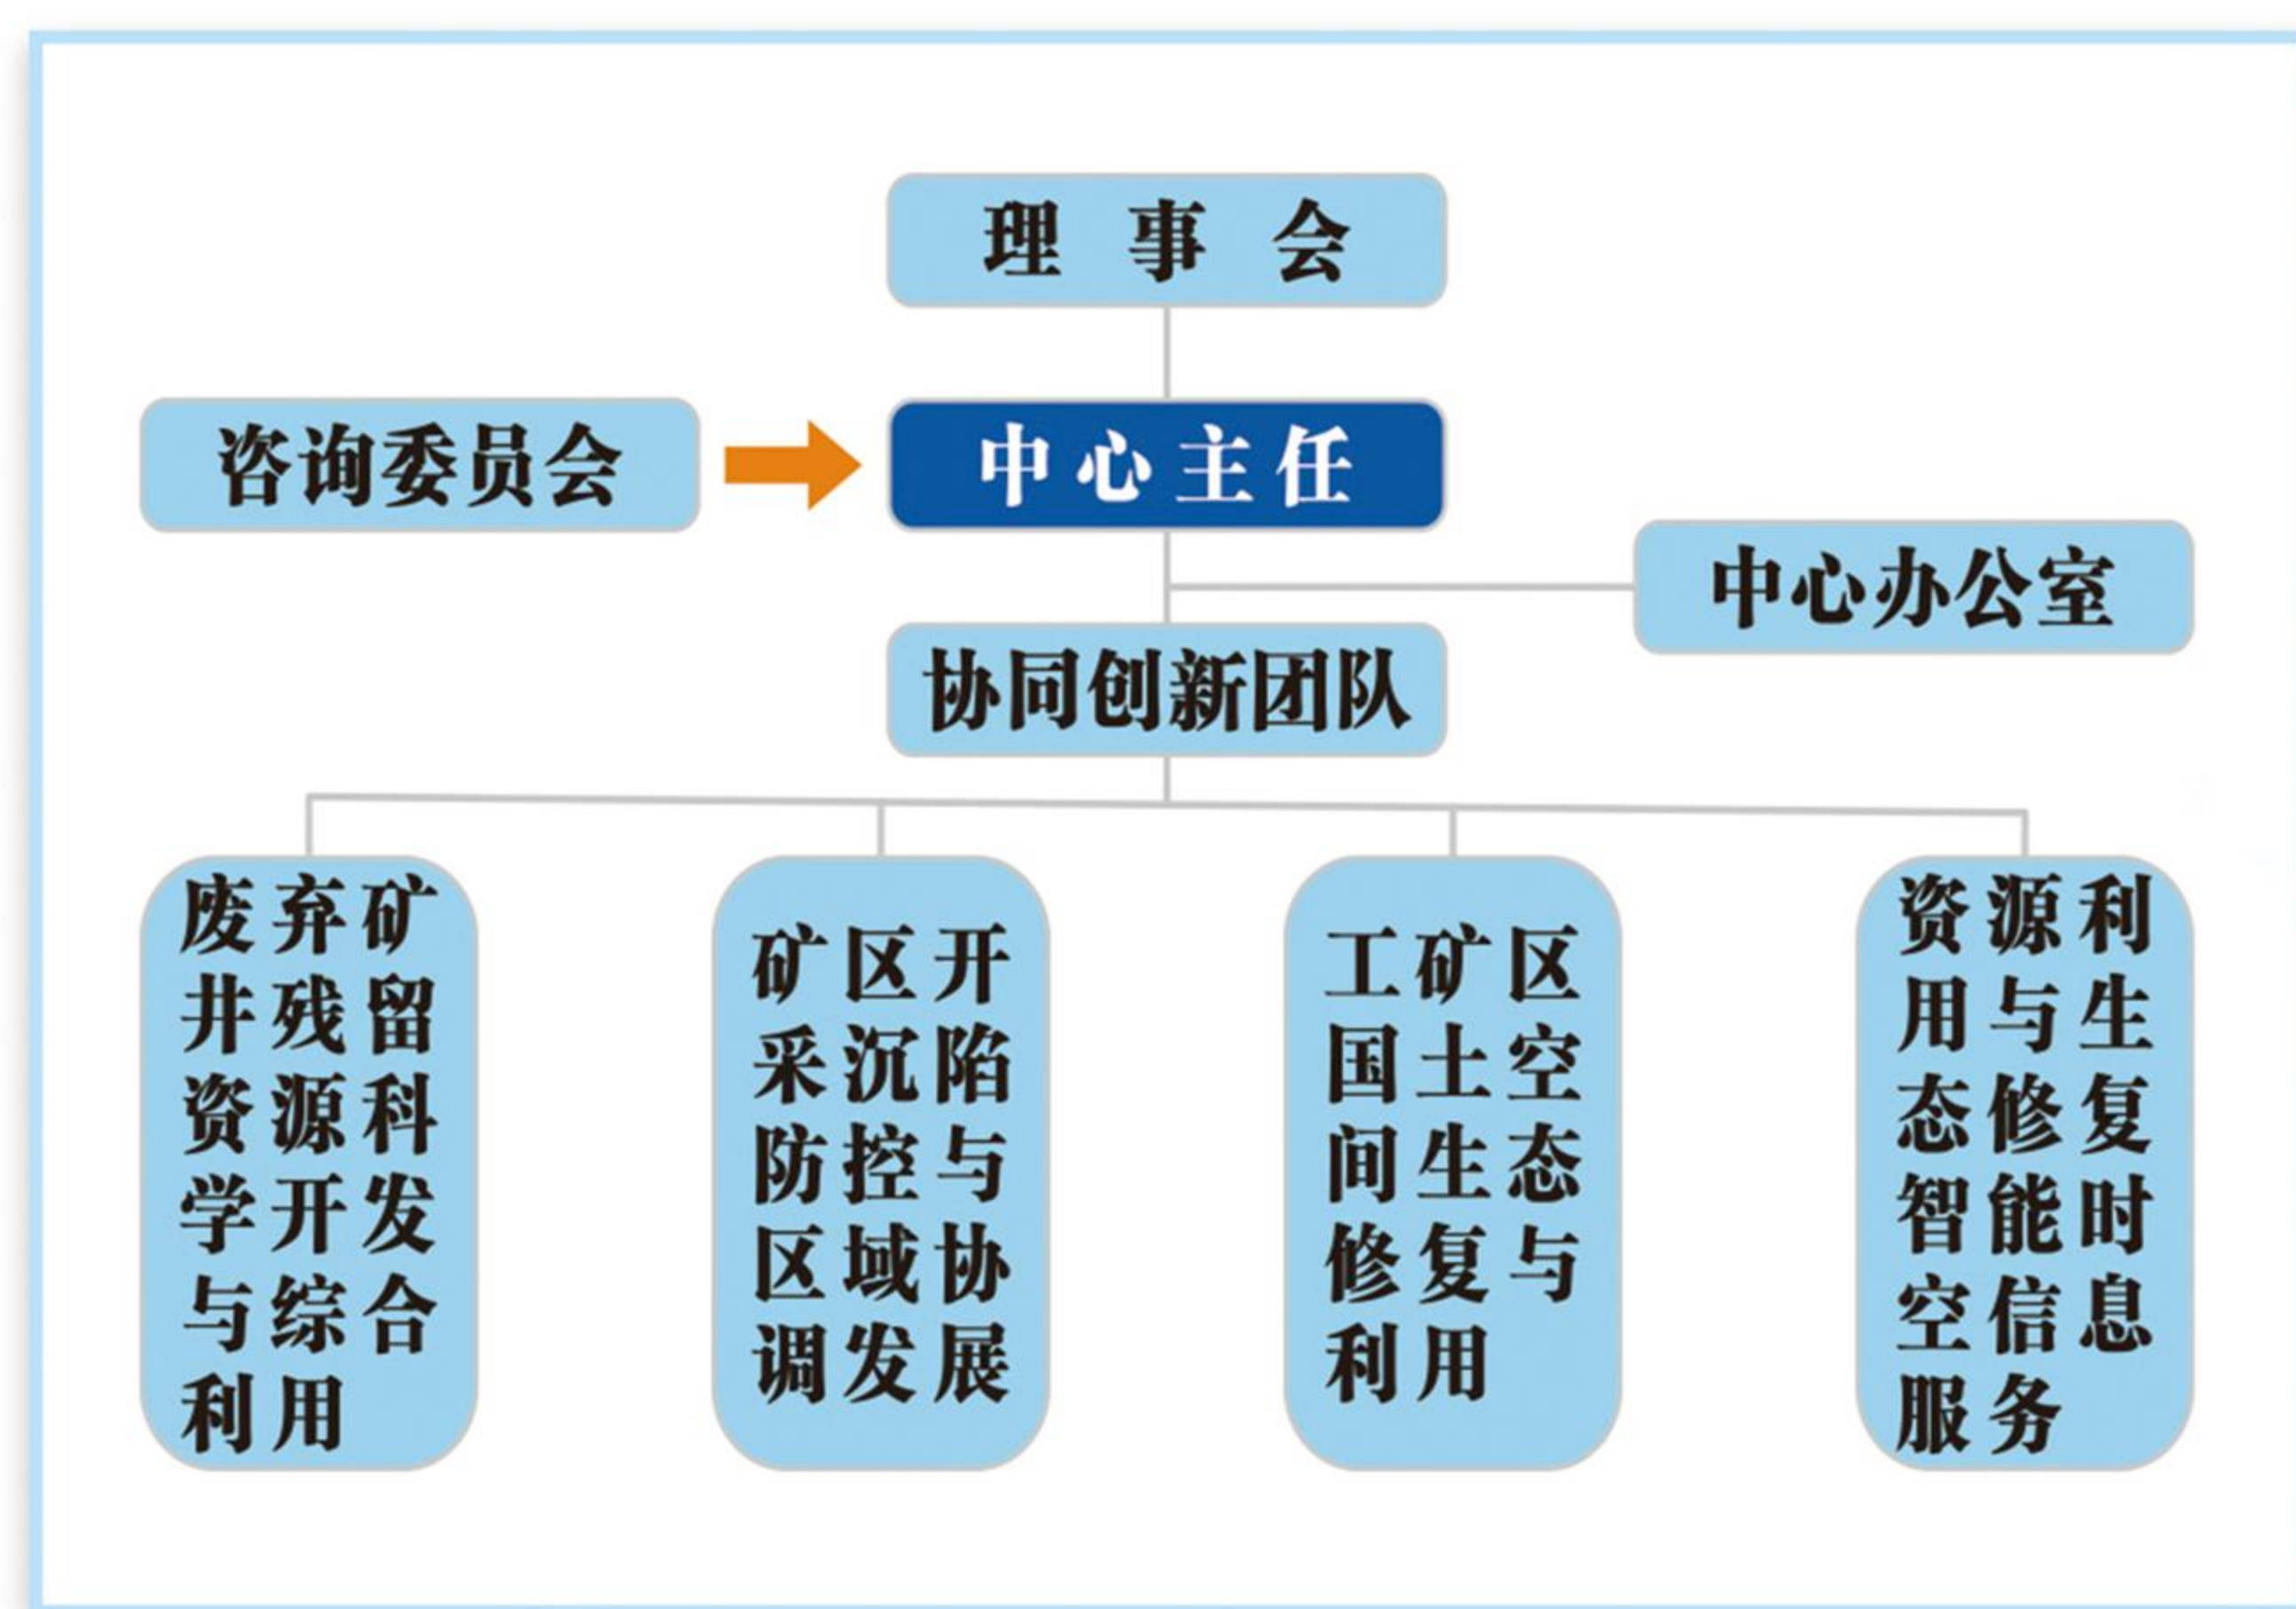 理事会
咨询委员会
中心主任
中心办公室
协同创新团队
废弃矿
井残留
资源科
学开发
与综合
利用
矿区开
采沉陷
防控与
区域协
调发展
工矿区
国土空
间生态
修复与
利用
资源利
用与生
态修复
智能时
空信息
服务